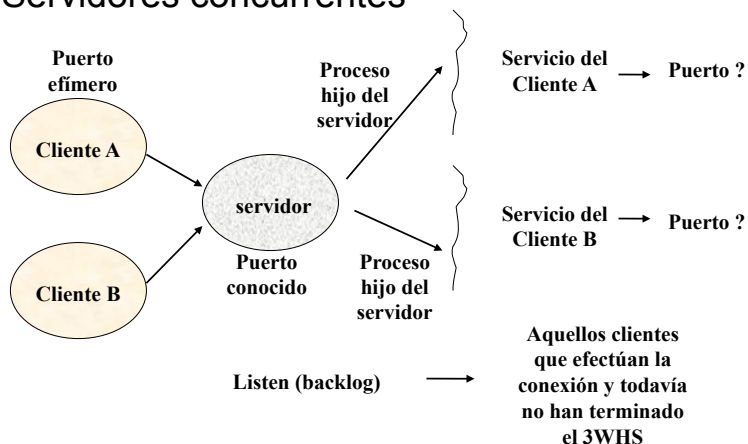 Servidores concurrentes
Puerto
efímero
Cliente A
Cliente B
servidor
Puerto
conocido
Proceso
hijo del
servidor
Proceso
hijo del
servidor
Servicio del
Cliente A
Puerto ?
Servicio del
Cliente B
Puerto ?
Listen (backlog)
Aquellos clientes
que efectúan la
conexión y todavía
no han terminado
el 3WHS